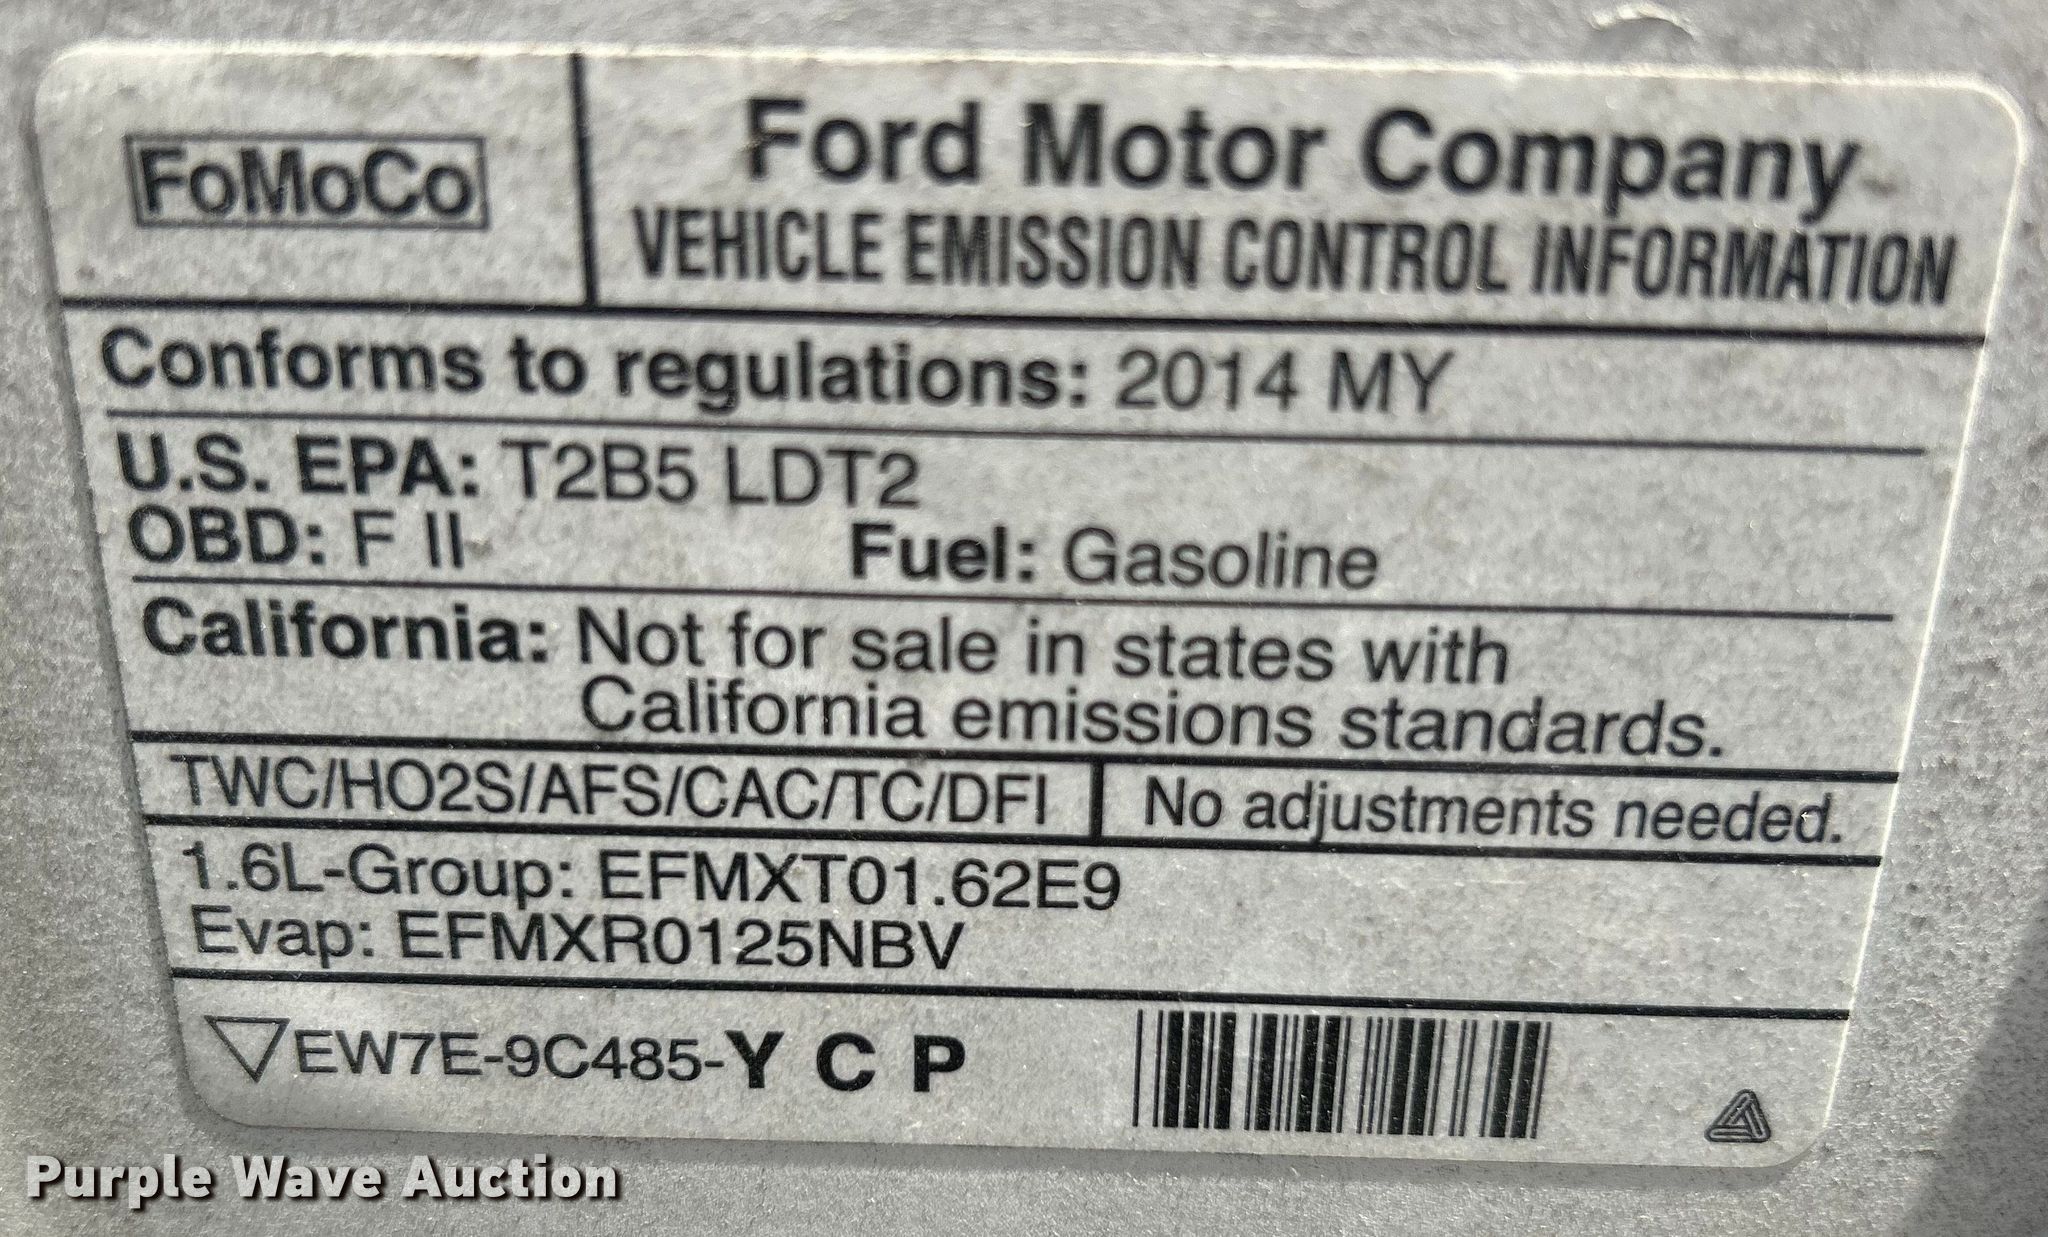 FoMoCo
Ford Motor Company
VEHICLE EMISSION CONTROL INFORMATION
Conforms to regulations: 2014 MY
U.S. EPA: T2B5 LDT2
OBD: F II Fuel: Gasoline
California: Not for sale in states with
California emissions standards.
TWC/HO2S/AFS/CAC/TC/DFI No adjustments needed.
1.6L-Group: EFMXT01.62E9
Evap: EFMXR0125NBV
EW7E-9C485-Y C P
Purple Wave Auction